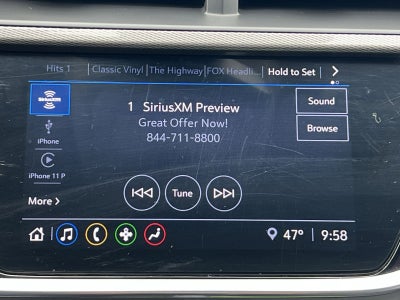 Hits 1 Classic Vinyl The Highway FOX Headli... Hold to Set
SiriusXM
1 SiriusXM Preview
Great Offer Now!
844-711-8800
Sound
Browse
iPhone
iPhone 11 P
More >
Tune
47° 9:58